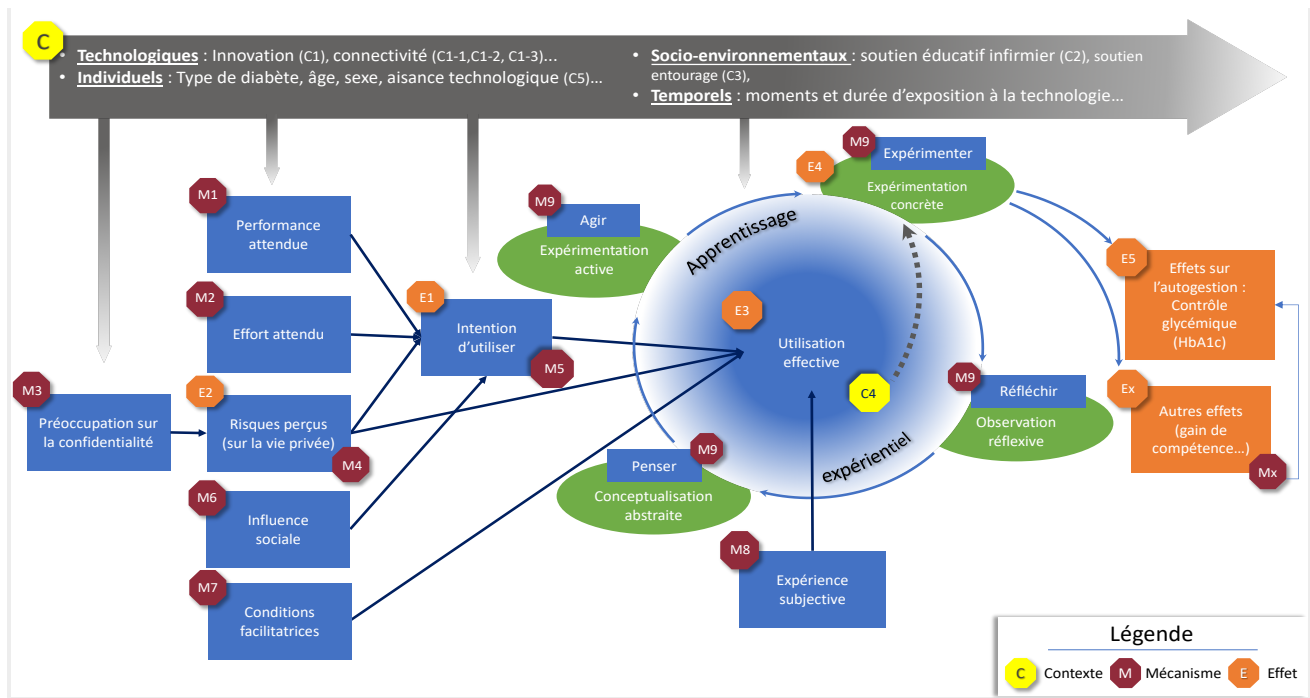 C
• Technologiques : Innovation (C1), connectivité (C1-1,C1-2, C1-3)...
• Individuels : Type de diabète, âge, sexe, aisance technologique (C5)...
• Socio-environnementaux : soutien éducatif infirmier (C2), soutien
entourage (C3),
• Temporels : moments et durée d'exposition à la technologie...
M1
Performance
attendue
M2
Effort attendu
M3
Préoccupation sur
la confidentialité
E2
Risques perçus
(sur la vie privée)
M4
M6
Influence
sociale
M7
Conditions
facilitatrices
E1
Intention
d'utiliser
M5
M9
Agir
Expérimentation
active
Apprentissage
E4
M9
Expérimenter
Expérimentation
concrète
E3
Utilisation
effective
C4
M9
Réfléchir
Observation
réflexive
expérientiel
M9
Penser
Conceptualisation
abstraite
M8
Expérience
subjective
E5
Effets sur
l'autogestion :
Contrôle
glycémique
(HbA1c)
Ex
Autres effets
(gain de
compétence...)
Mx
Légende
C Contexte M Mécanisme E Effet